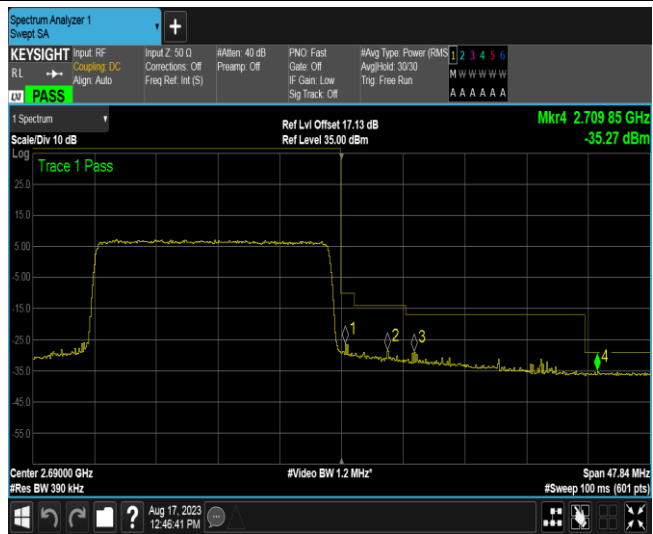 Spectrum Analyzer 1
Swept SA
+
KEYSIGHT
RL
LXI PASS
Input: RF
Coupling: DC
Align: Auto
Input Z: 50 Ω
Corrections: Off
Freq Ref: Int (S)
#Atten: 40 dB
Preamp: Off
PNO: Fast
Gate: Off
IF Gain: Low
Sig Track: Off
#Avg Type: Power (RMS
Avg|Hold: 30/30
Trig: Free Run
1 2 3 4 5 6
M W W W W W
A A A A A A
1 Spectrum
Scale/Div 10 dB
Ref Lvl Offset 17.13 dB
Ref Level 35.00 dBm
Mkr4 2.709 85 GHz
-35.27 dBm
Log
Trace 1 Pass
25.0
15.0
5.00
-5.00
-15.0
-25.0
-35.0
-45.0
-55.0
1
2
3
4
Center 2.69000 GHz
#Res BW 390 kHz
#Video BW 1.2 MHz*
Span 47.84 MHz
#Sweep 100 ms (601 pts)
?
Aug 17, 2023
12:46:41 PM